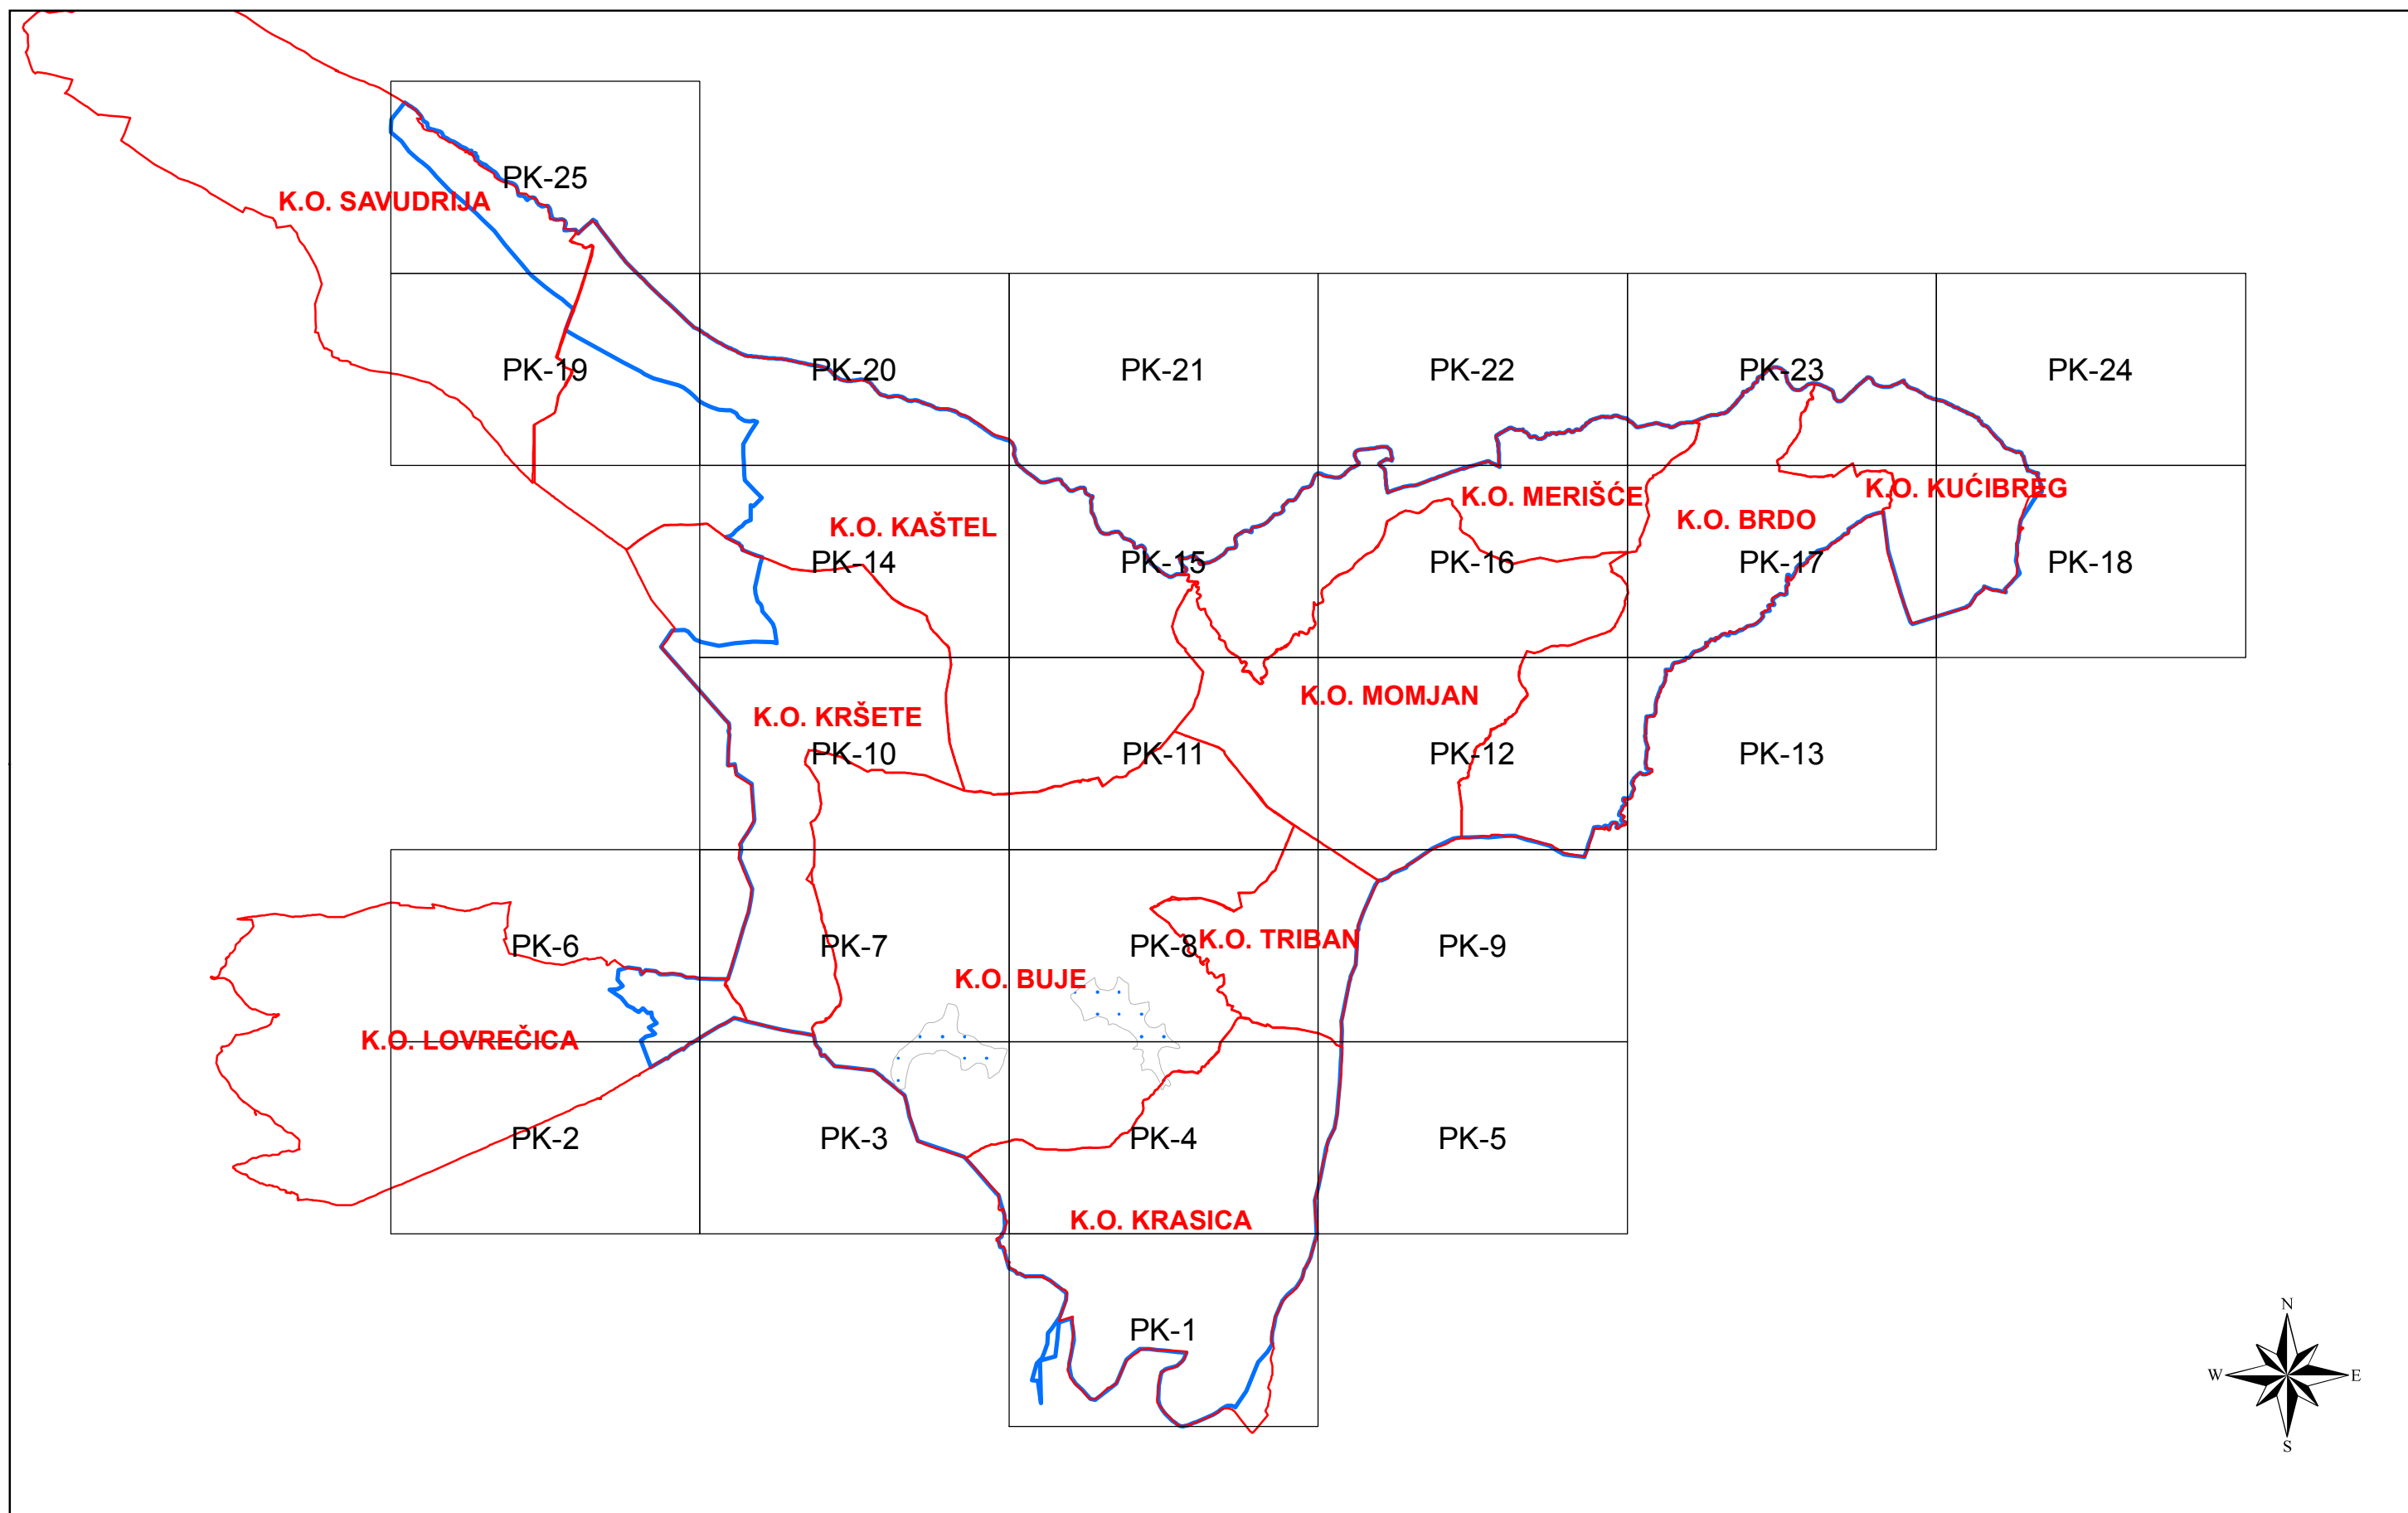 PK-25
K.O. SAVUDRIJA
PK-19
PK-20
PK-21
PK-22
PK-23
PK-24
K.O. MERIŠĆE
K.O. KUĆIBREG
K.O. KAŠTEL
K.O. BRDO
PK-14
PK-15
PK-16
PK-17
PK-18
K.O. MOMJAN
K.O. KRŠETE
PK-10
PK-11
PK-12
PK-13
PK-6
PK-7
PK-8
K.O. TRIBAN
PK-9
K.O. BUJE
K.O. LOVREČICA
PK-2
PK-3
PK-4
PK-5
K.O. KRASICA
PK-1
N
W
E
S